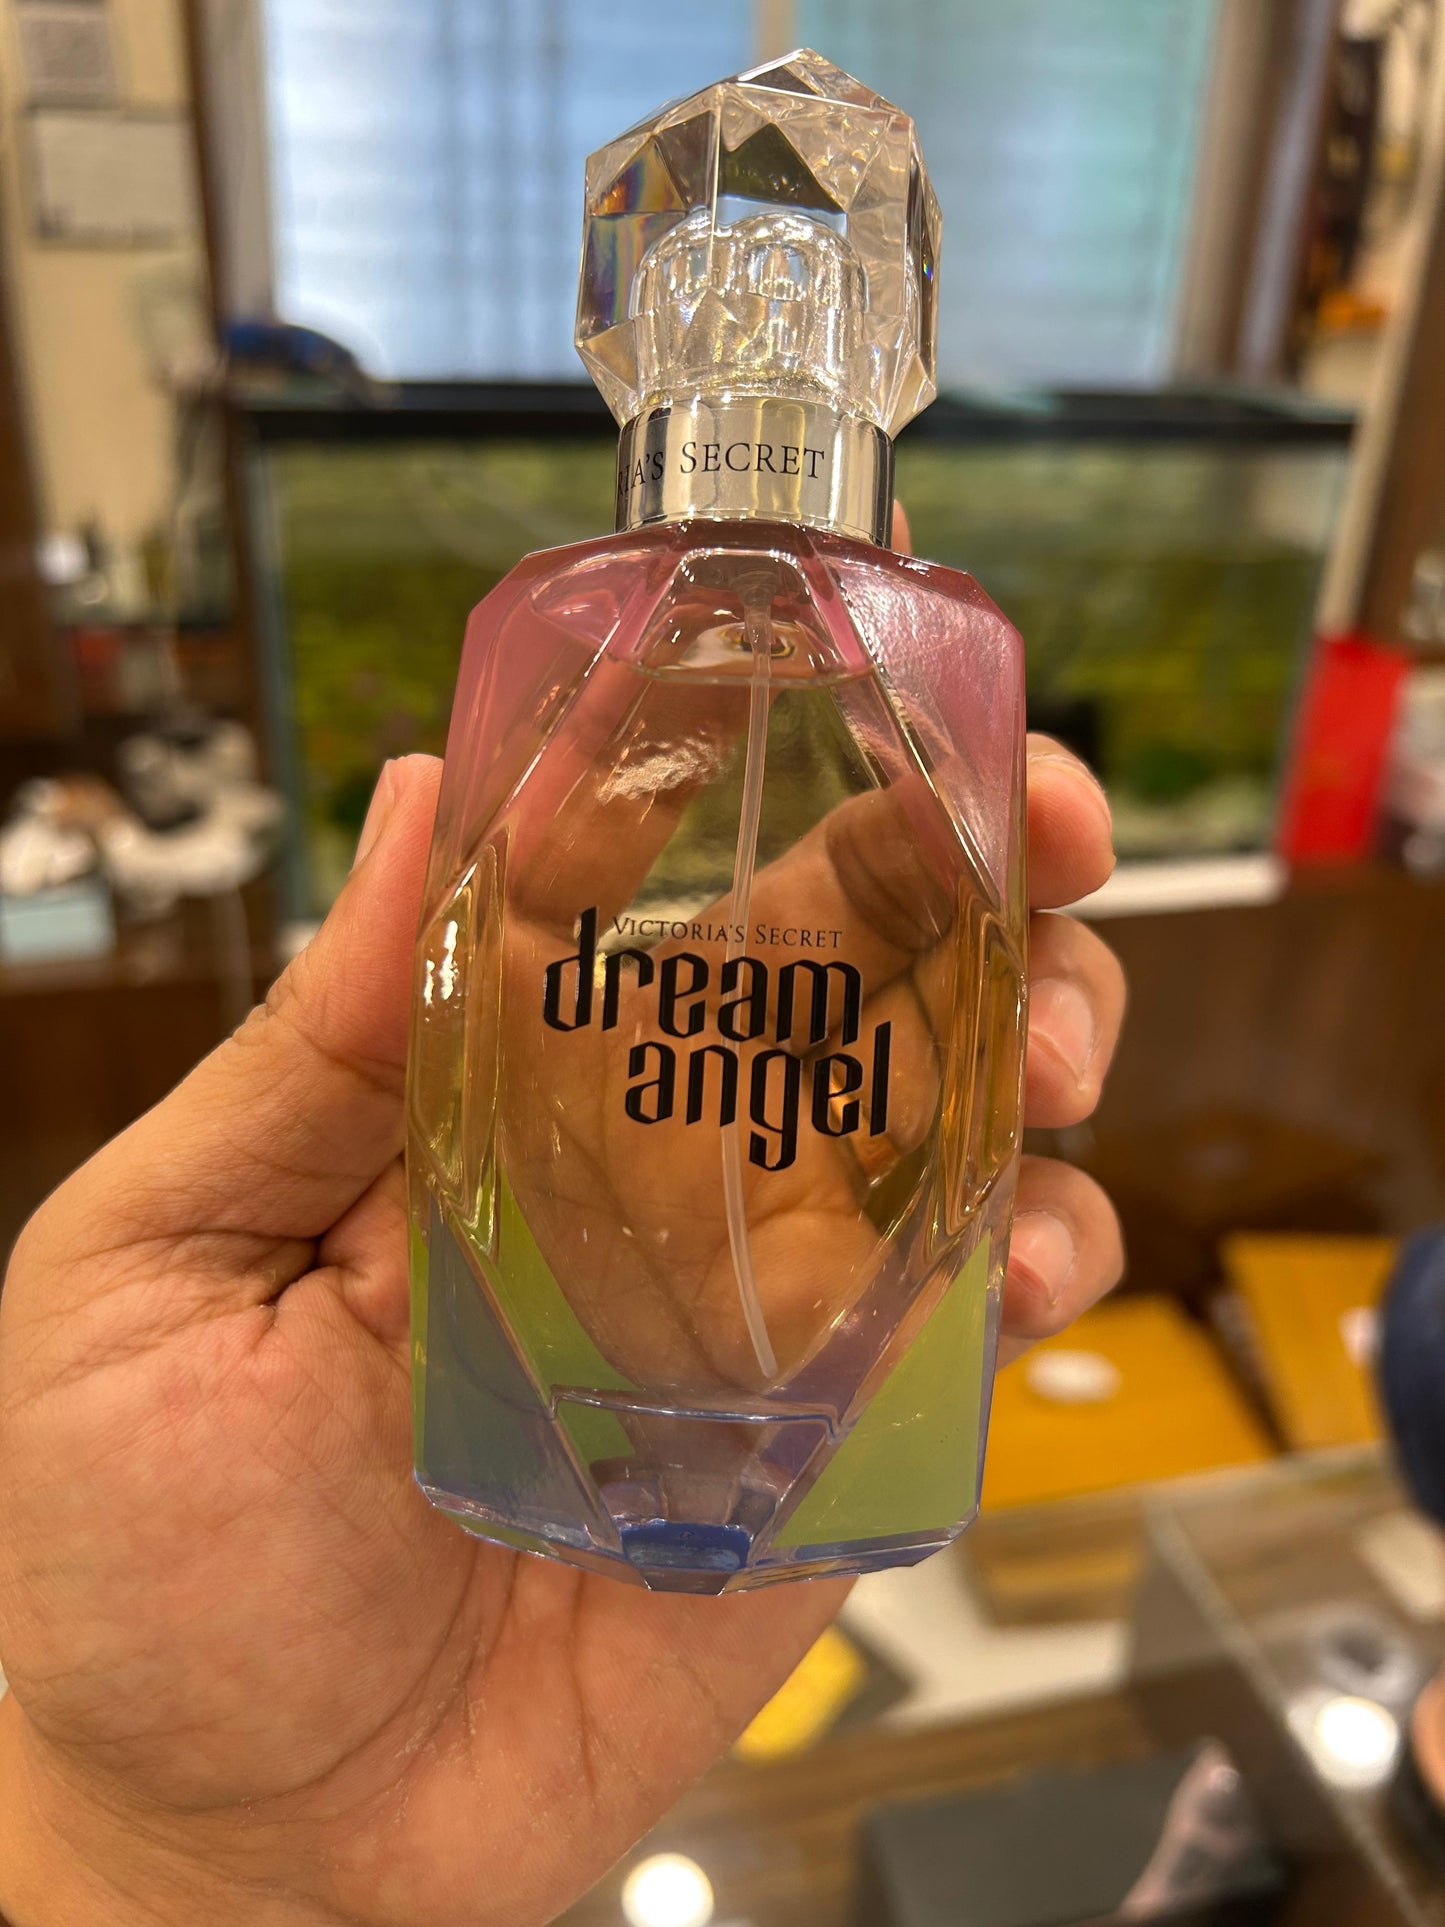 RIA'S SECRET
VICTORIA'S SECRET
dream
angel